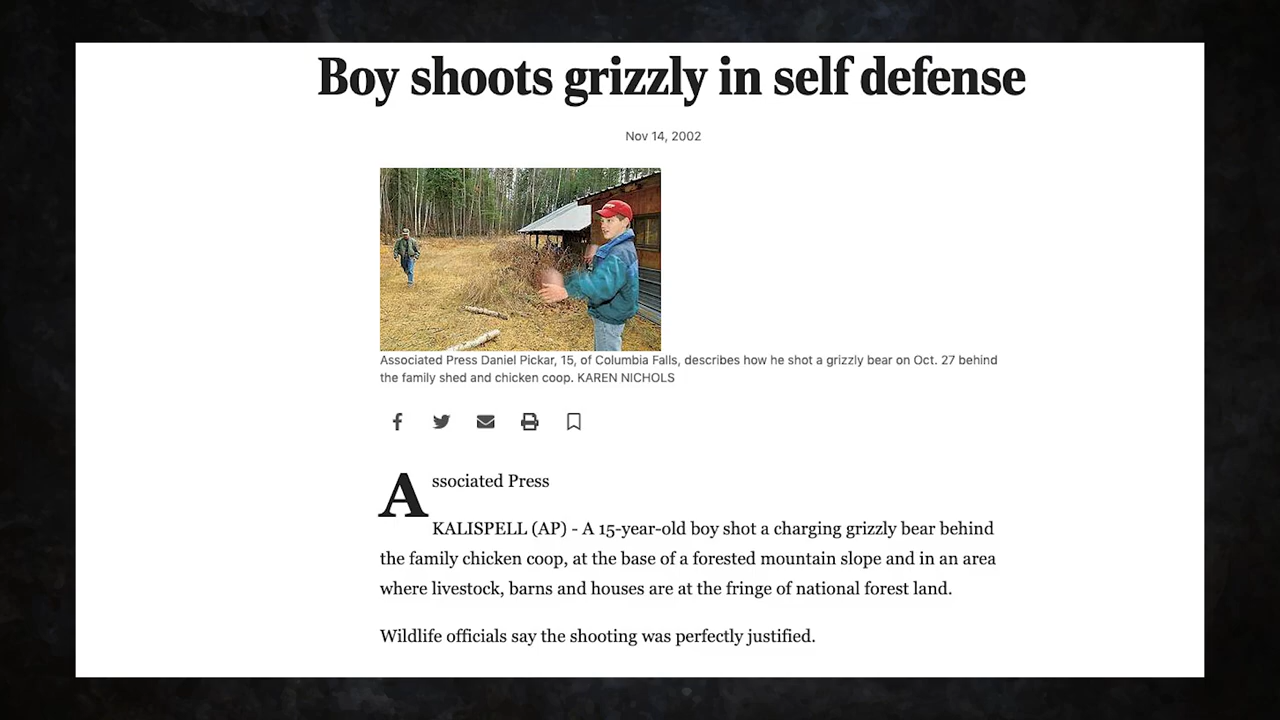 Boy shoots grizzly in self defense
Nov 14, 2002
Associated Press Daniel Pickar, 15, of Columbia Falls, describes how he shot a grizzly bear on Oct. 27 behind
the family shed and chicken coop. KAREN NICHOLS
Associated Press
KALISPELL (AP) - A 15-year-old boy shot a charging grizzly bear behind
the family chicken coop, at the base of a forested mountain slope and in an area
where livestock, barns and houses are at the fringe of national forest land.
Wildlife officials say the shooting was perfectly justified.